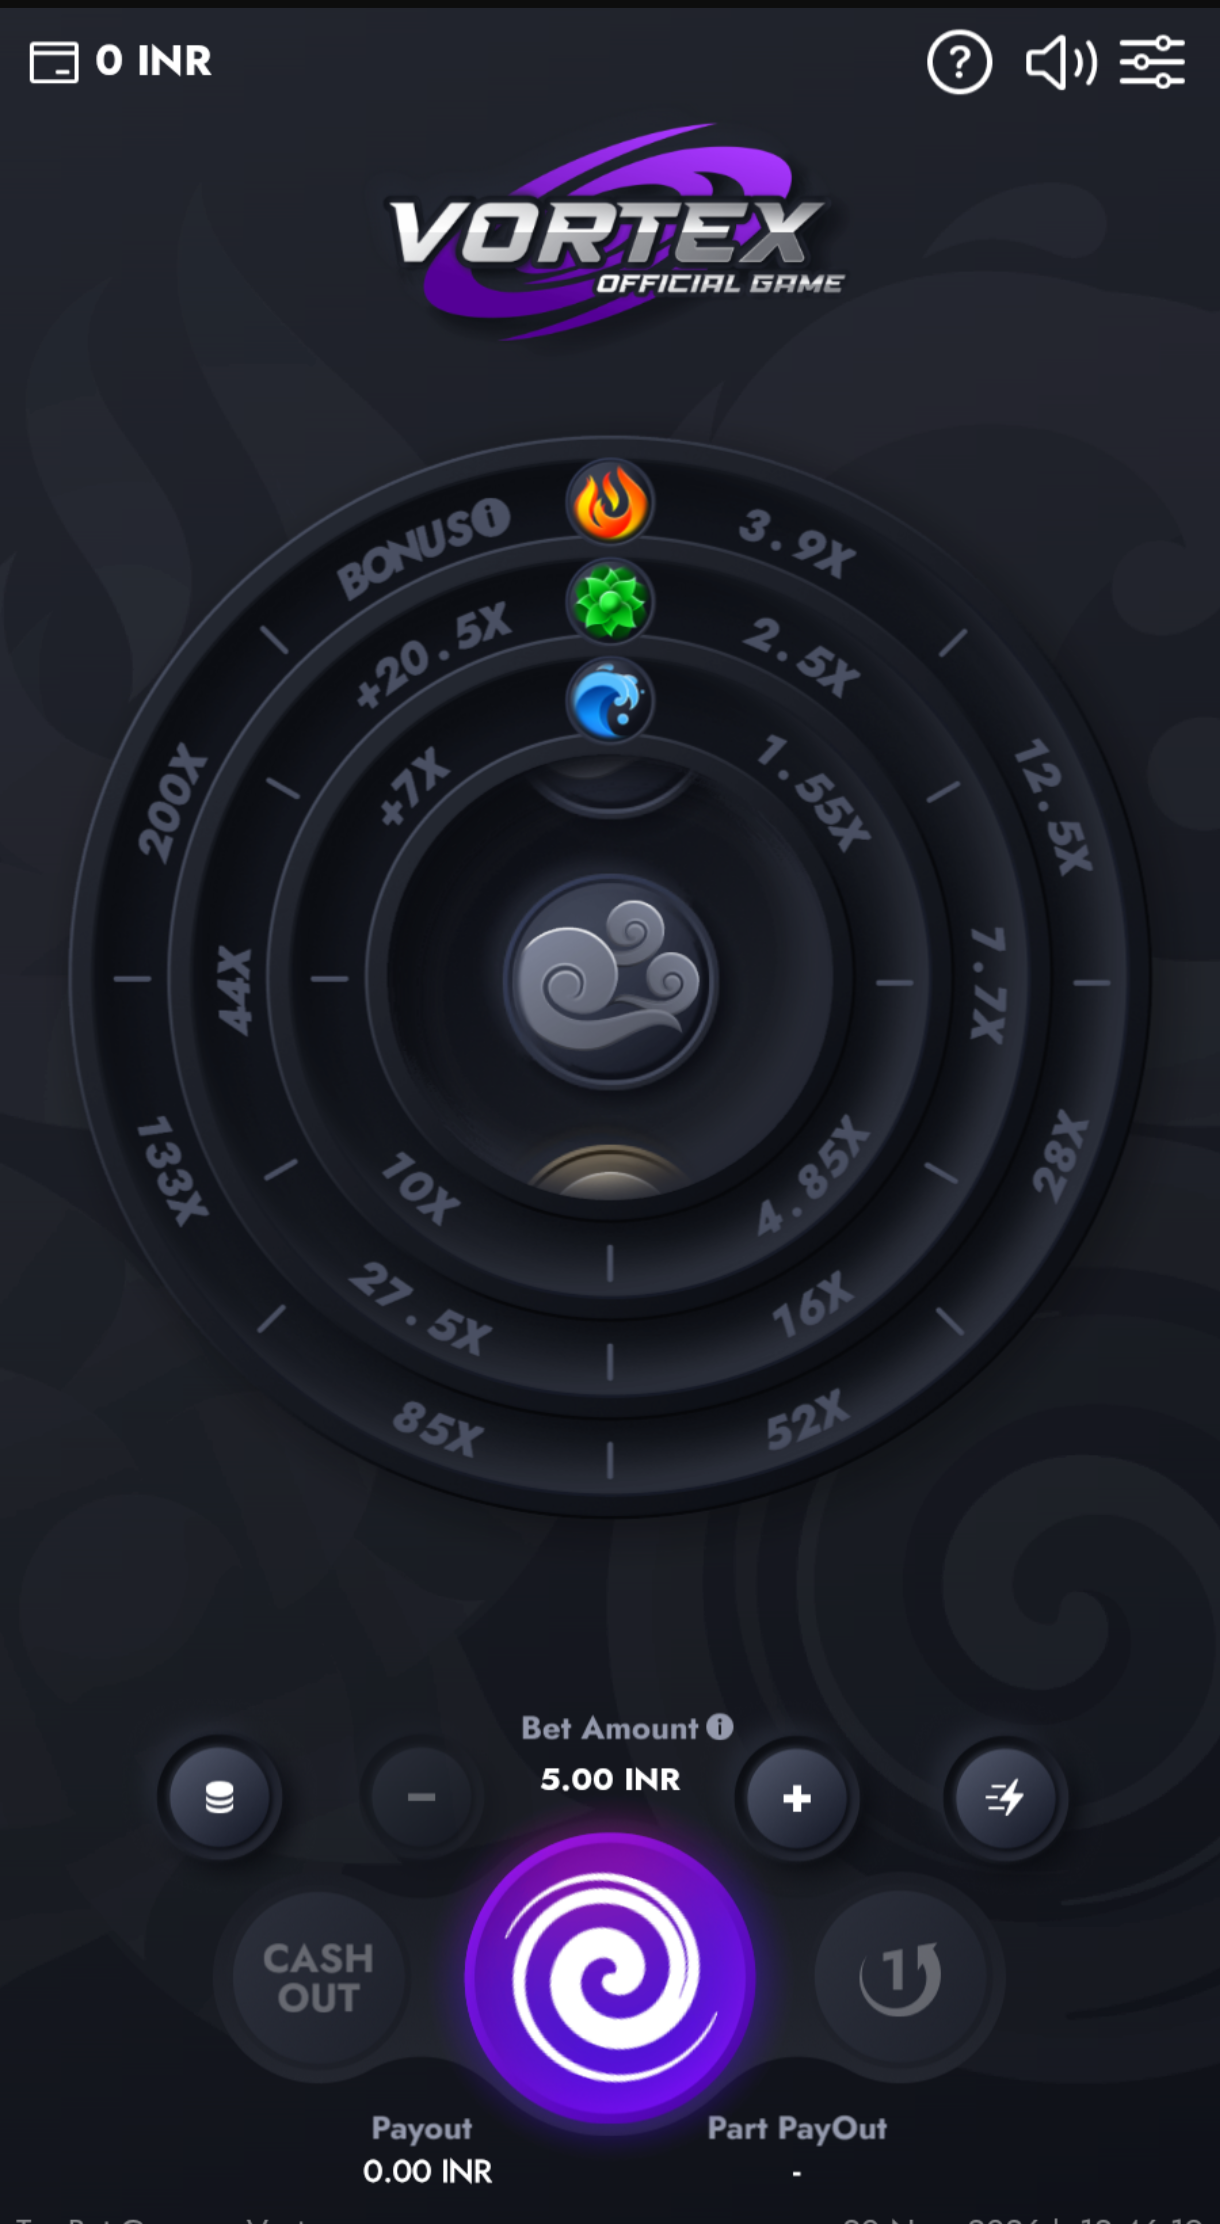 0 INR
?
VORTEX
OFFICIAL GAME
BONUS i
3.9X
12.5X
28X
52X
85X
133X
200X
+20.5X
2.5X
7.7X
16X
27.5X
44X
+7X
1.55X
4.85X
10X
Bet Amount i
5.00 INR
CASH
OUT
1
Payout
0.00 INR
Part PayOut
-